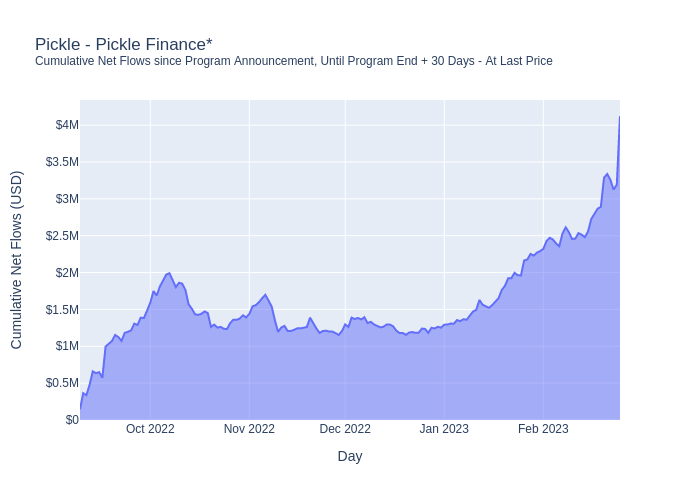 Pickle - Pickle Finance*
Cumulative Net Flows since Program Announcement, Until Program End + 30 Days - At Last Price
Cumulative Net Flows (USD)
$4M
$3.5M
$3M
$2.5M
$2M
$1.5M
$1M
$0.5M
$0
Oct 2022
Nov 2022
Dec 2022
Jan 2023
Feb 2023
Day